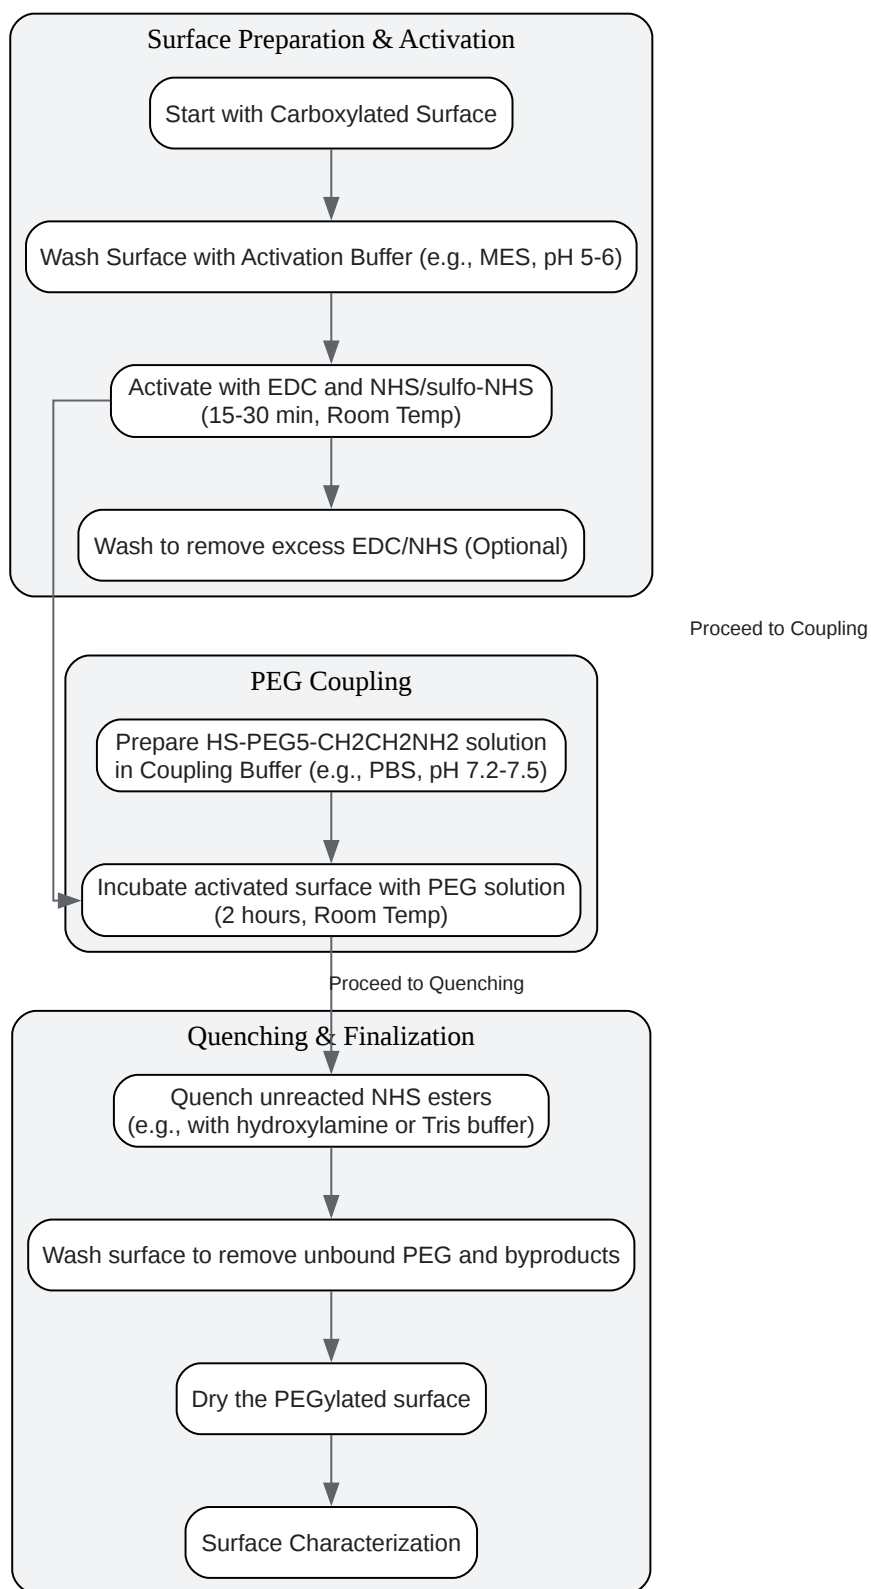 Surface Preparation & Activation
Start with Carboxylated Surface
Wash Surface with Activation Buffer (e.g., MES, pH 5-6)
Activate with EDC and NHS/sulfo-NHS
(15-30 min, Room Temp)
Wash to remove excess EDC/NHS (Optional)
Proceed to Coupling
PEG Coupling
Prepare HS-PEG5-CH2CH2NH2 solution
in Coupling Buffer (e.g., PBS, pH 7.2-7.5)
Incubate activated surface with PEG solution
(2 hours, Room Temp)
Proceed to Quenching
Quenching & Finalization
Quench unreacted NHS esters
(e.g., with hydroxylamine or Tris buffer)
Wash surface to remove unbound PEG and byproducts
Dry the PEGylated surface
Surface Characterization